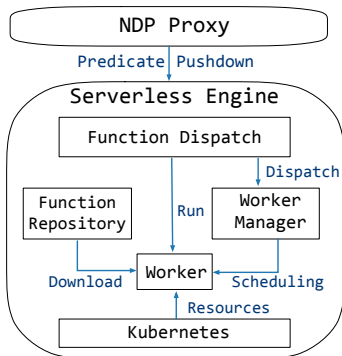 NDP Proxy
Predicate Pushdown
Serverless Engine
Function Dispatch
Dispatch
Function
Repository
Run
Worker
Manager
Download
Worker
Scheduling
Resources
Kubernetes